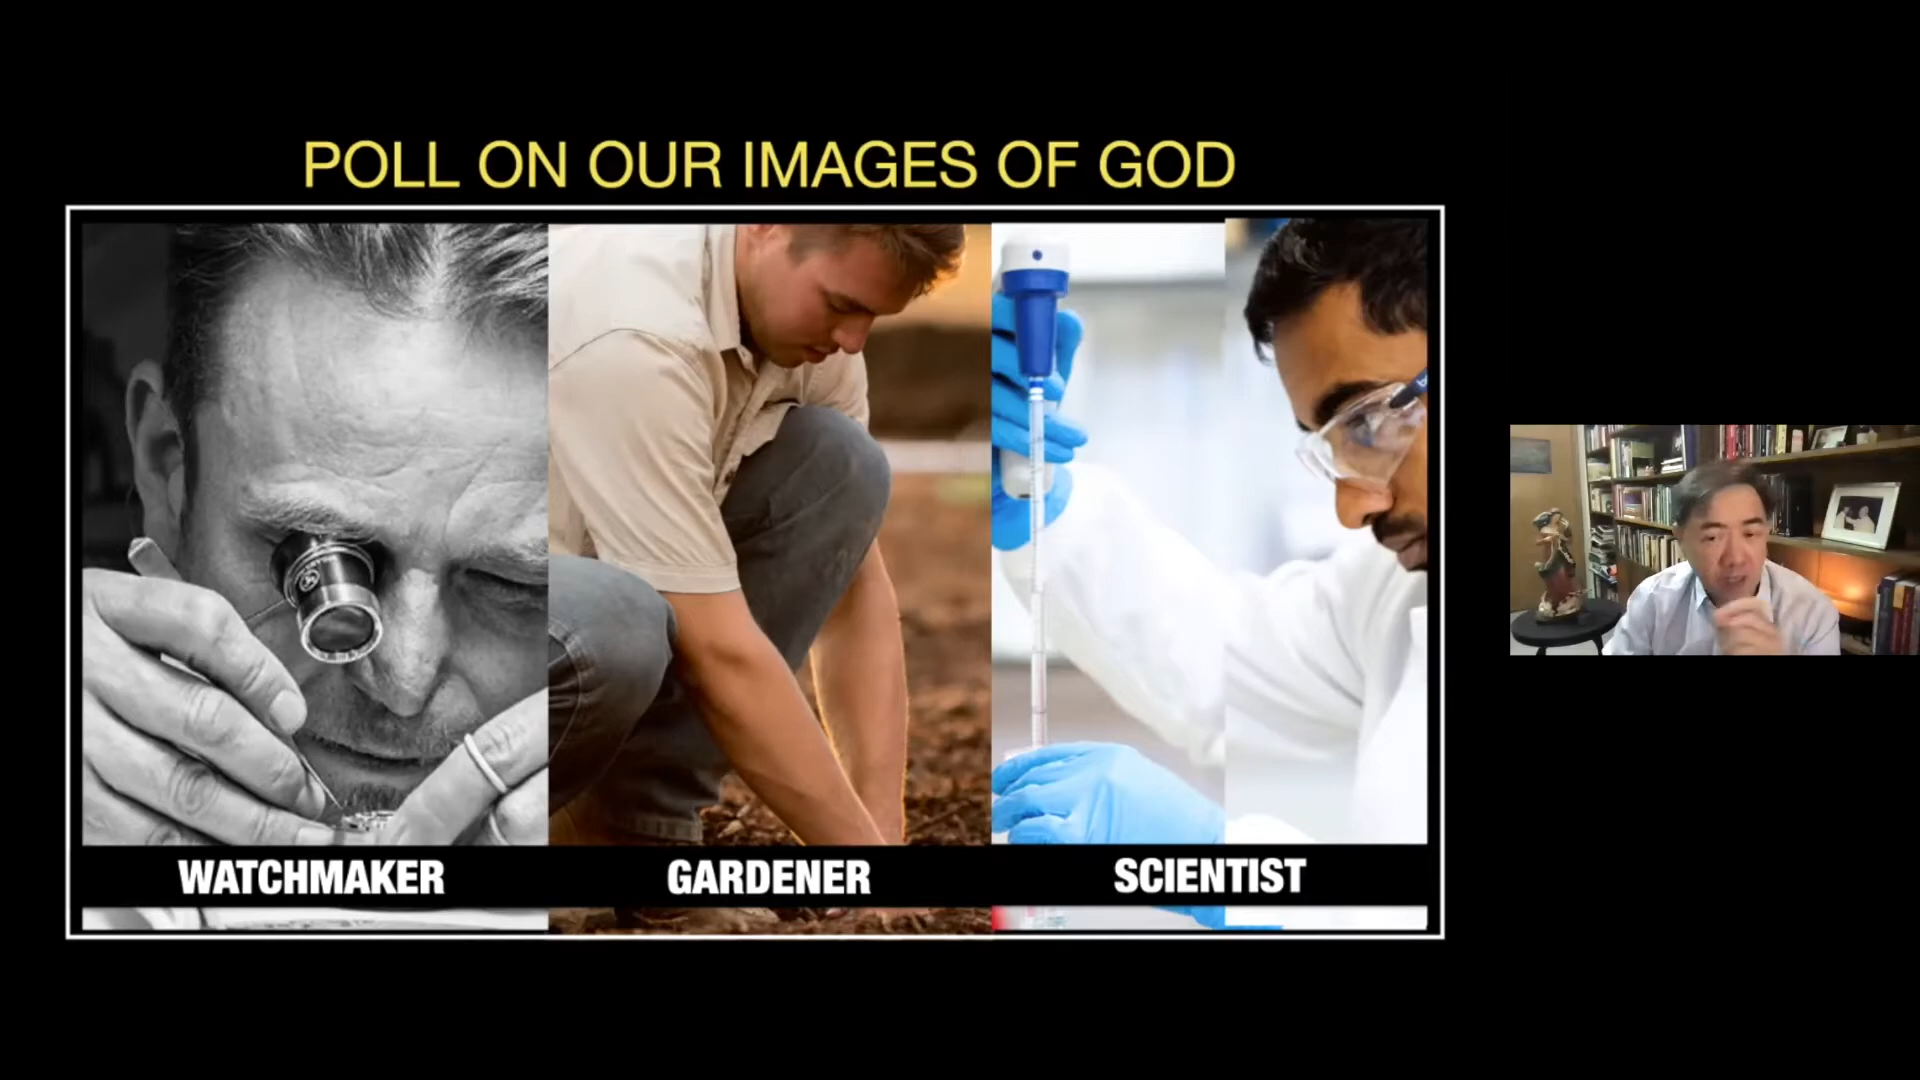 POLL ON OUR IMAGES OF GOD
WATCHMAKER
GARDENER
SCIENTIST